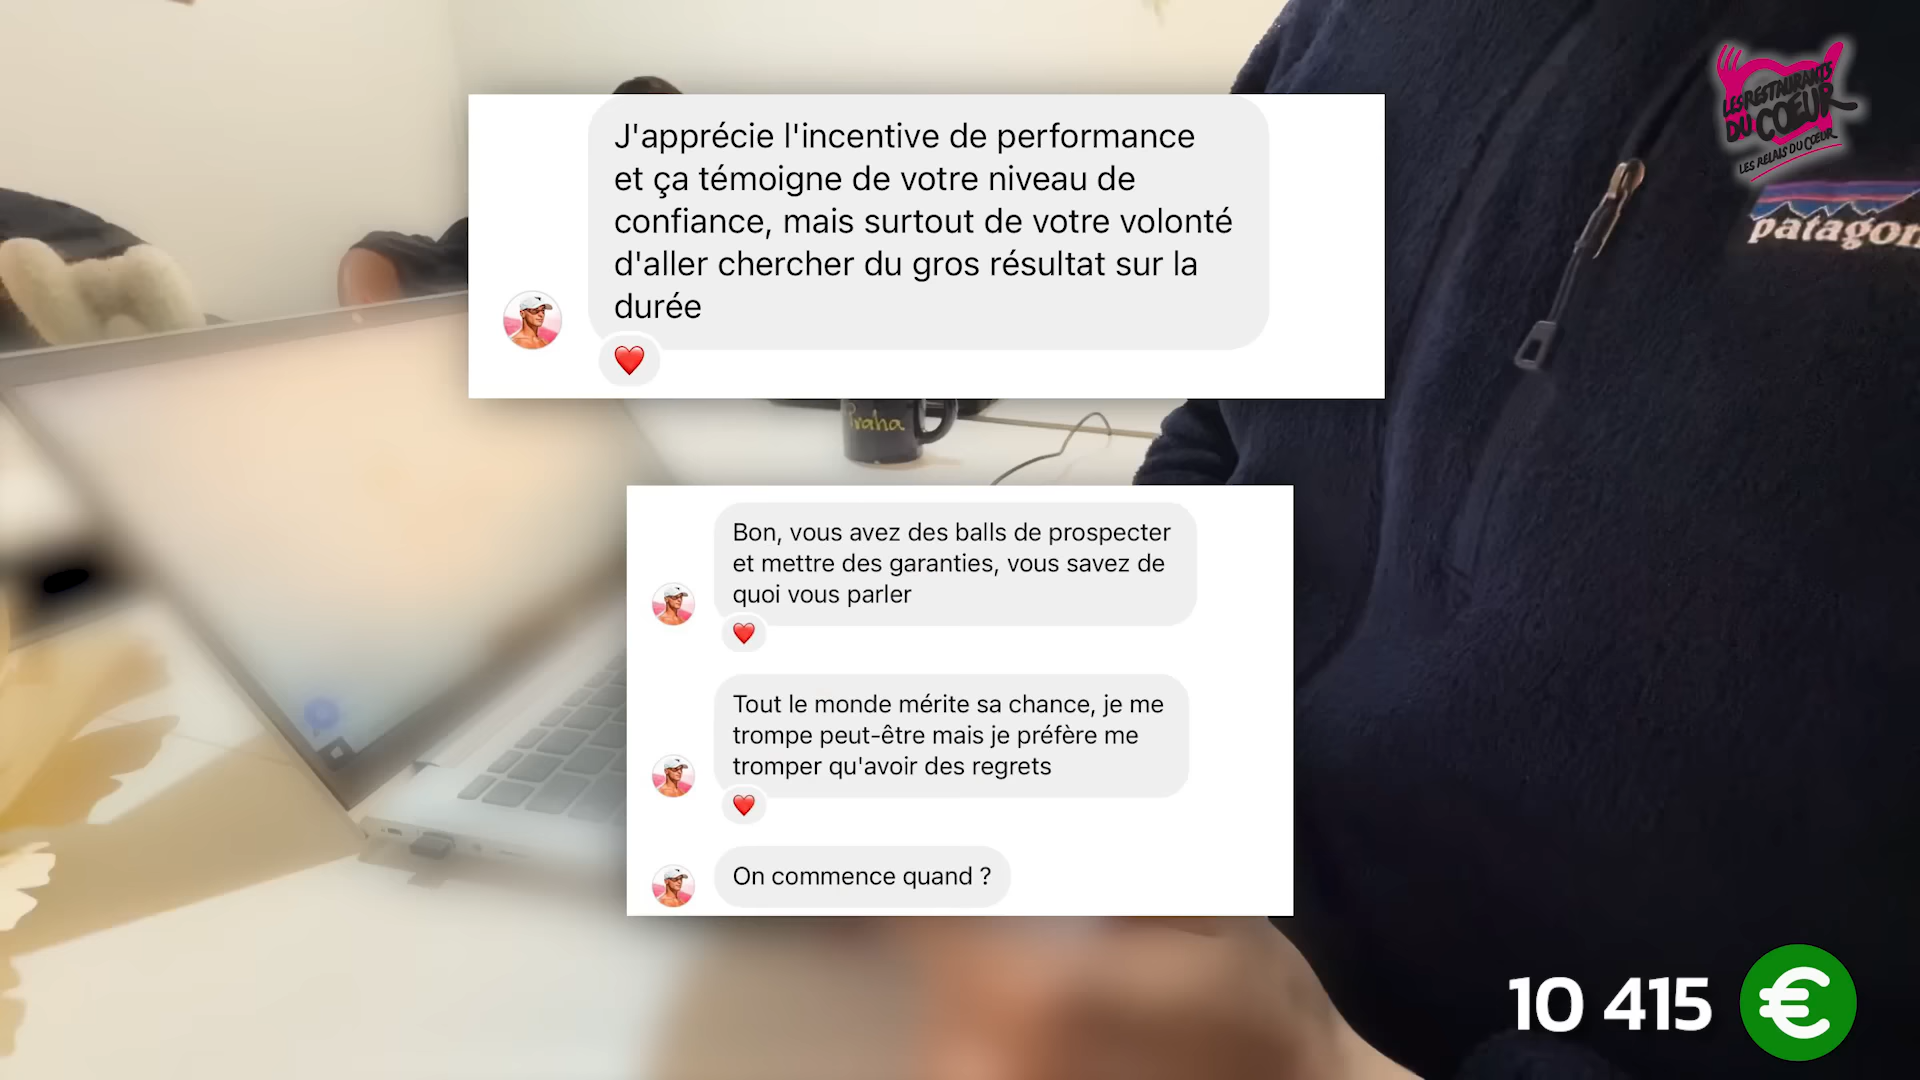 J'apprécie l'incentive de performance
et ça témoigne de votre niveau de
confiance, mais surtout de votre volonté
d'aller chercher du gros résultat sur la
durée
LES RESTAURANTS
DU COEUR
LES RELAIS DU COEUR
patagon
Praha
Bon, vous avez des balls de prospecter
et mettre des garanties, vous savez de
quoi vous parler
Tout le monde mérite sa chance, je me
trompe peut-être mais je préfère me
tromper qu'avoir des regrets
On commence quand ?
10 415 €